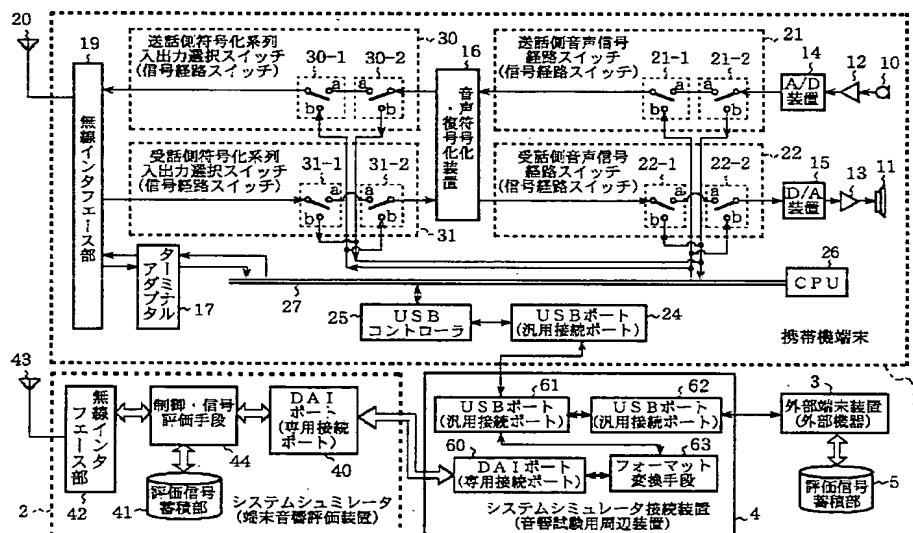 20
19
送話側符号化系列
入出力選択スイッチ
(信号経路スイッチ)
30
30-1
30-2
a
a
b
b
16
音声符号化
・復号化装置
送話側音声信号
経路スイッチ
(信号経路スイッチ)
21
21-1
21-2
a
a
b
b
14
A/D
装置
12
10
無線インタフェース部
受話側符号化系列
入出力選択スイッチ
(信号経路スイッチ)
31-1
31-2
a
a
b
b
31
受話側音声信号
経路スイッチ
(信号経路スイッチ)
22-1
22-2
a
a
b
b
22
15
D/A
装置
13
11
ターミナル
アダプタ
17
27
26
CPU
25
USB
コントローラ
USBポート
(汎用接続ポート)
24
携帯機端末
1
43
無線インタ
フェース部
42
制御・信号
評価手段
44
DAI
ポート
(専用接続
ポート)
40
評価信号
蓄積部
41
2
システムシュミレータ
(端末音響評価装置)
61
USBポート
(汎用接続ポート)
62
USBポート
(汎用接続ポート)
60
DAIポート
(専用接続ポート)
63
フォーマット
変換手段
システムシミュレータ接続装置
(音響試験用周辺装置)
4
3
外部端末装置
(外部機器)
評価信号
蓄積部
5